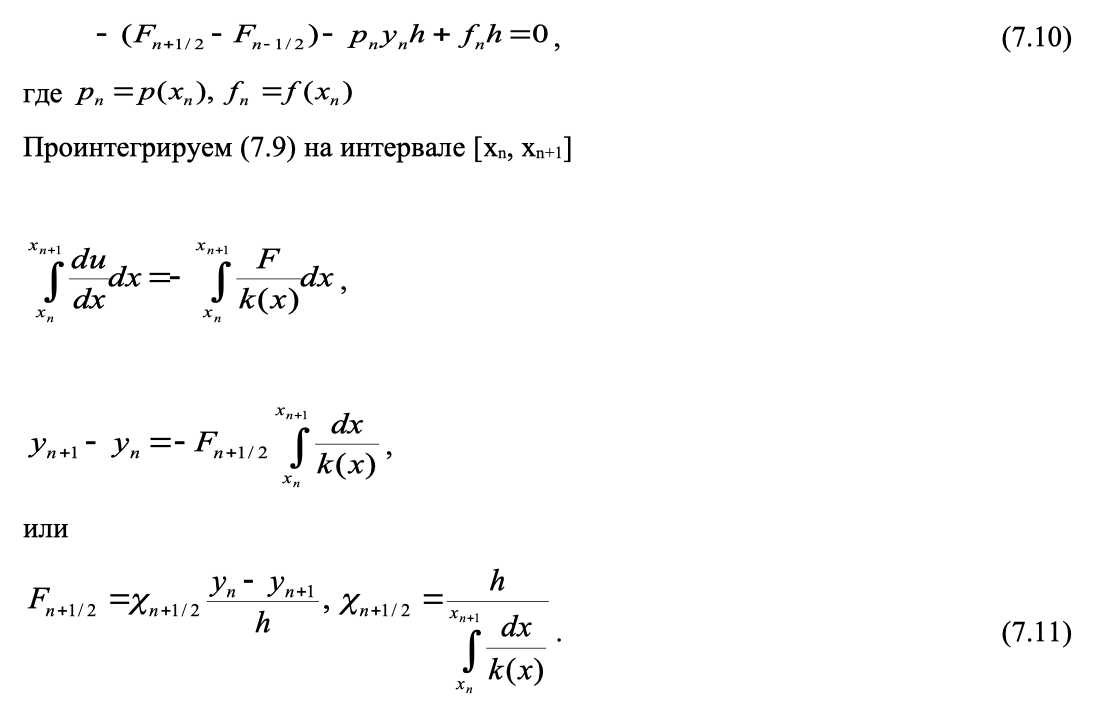 - (F_{n+1/2} - F_{n-1/2}) - p_n y_n h + f_n h = 0, (7.10)
где p_n = p(x_n), f_n = f(x_n)
Проинтегрируем (7.9) на интервале [x_n, x_{n+1}]
\int_{x_n}^{x_{n+1}} \frac{du}{dx} dx = - \int_{x_n}^{x_{n+1}} \frac{F}{k(x)} dx,
y_{n+1} - y_n = - F_{n+1/2} \int_{x_n}^{x_{n+1}} \frac{dx}{k(x)},
или
F_{n+1/2} = \chi_{n+1/2} \frac{y_n - y_{n+1}}{h}, \chi_{n+1/2} = \frac{h}{\int_{x_n}^{x_{n+1}} \frac{dx}{k(x)}}. (7.11)